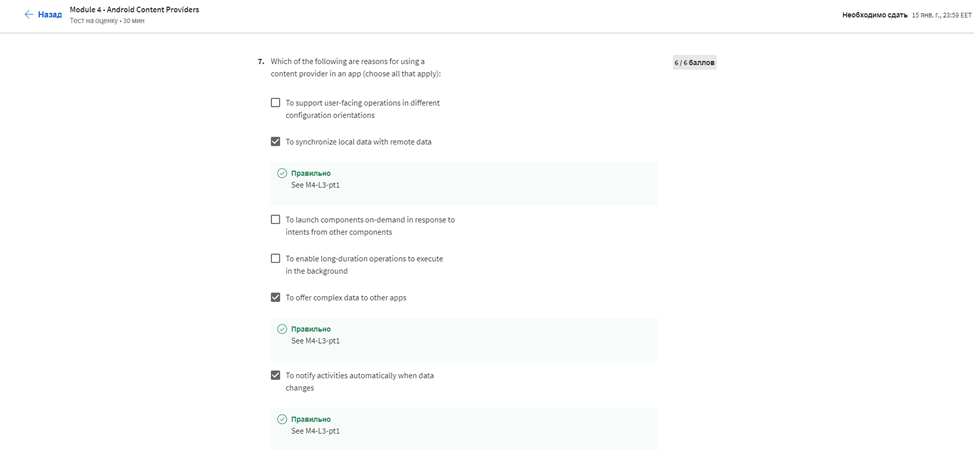 Назад
Module 4 - Android Content Providers
Тест на оценку • 30 мин
Необходимо сдать 15 янв. г., 23:59 EET
7. Which of the following are reasons for using a
content provider in an app (choose all that apply):
6 / 6 баллов
To support user-facing operations in different
configuration orientations
To synchronize local data with remote data
Правильно
See M4-L3-pt1
To launch components on-demand in response to
intents from other components
To enable long-duration operations to execute
in the background
To offer complex data to other apps
Правильно
See M4-L3-pt1
To notify activities automatically when data
changes
Правильно
See M4-L3-pt1